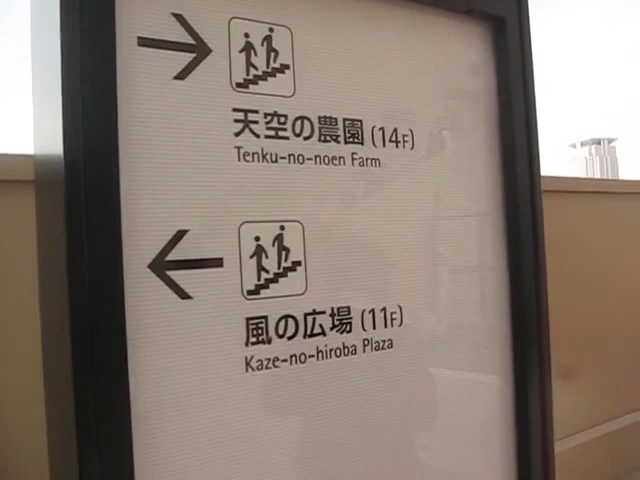 天空の農園 (14F)
Tenku-no-noen Farm
風の広場 (11F)
Kaze-no-hiroba Plaza